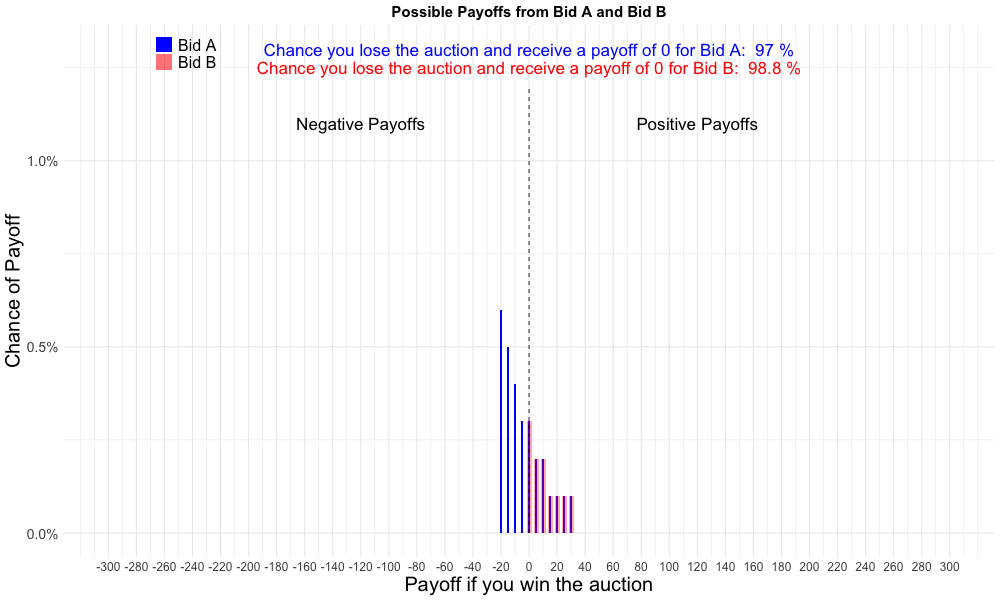 Possible Payoffs from Bid A and Bid B
Bid A
Bid B
Chance you lose the auction and receive a payoff of 0 for Bid A:  97 %
Chance you lose the auction and receive a payoff of 0 for Bid B:  98.8 %
Negative Payoffs
Positive Payoffs
Chance of Payoff
1.0%
0.5%
0.0%
-300 -280 -260 -240 -220 -200 -180 -160 -140 -120 -100 -80 -60 -40 -20 0 20 40 60 80 100 120 140 160 180 200 220 240 260 280 300
Payoff if you win the auction